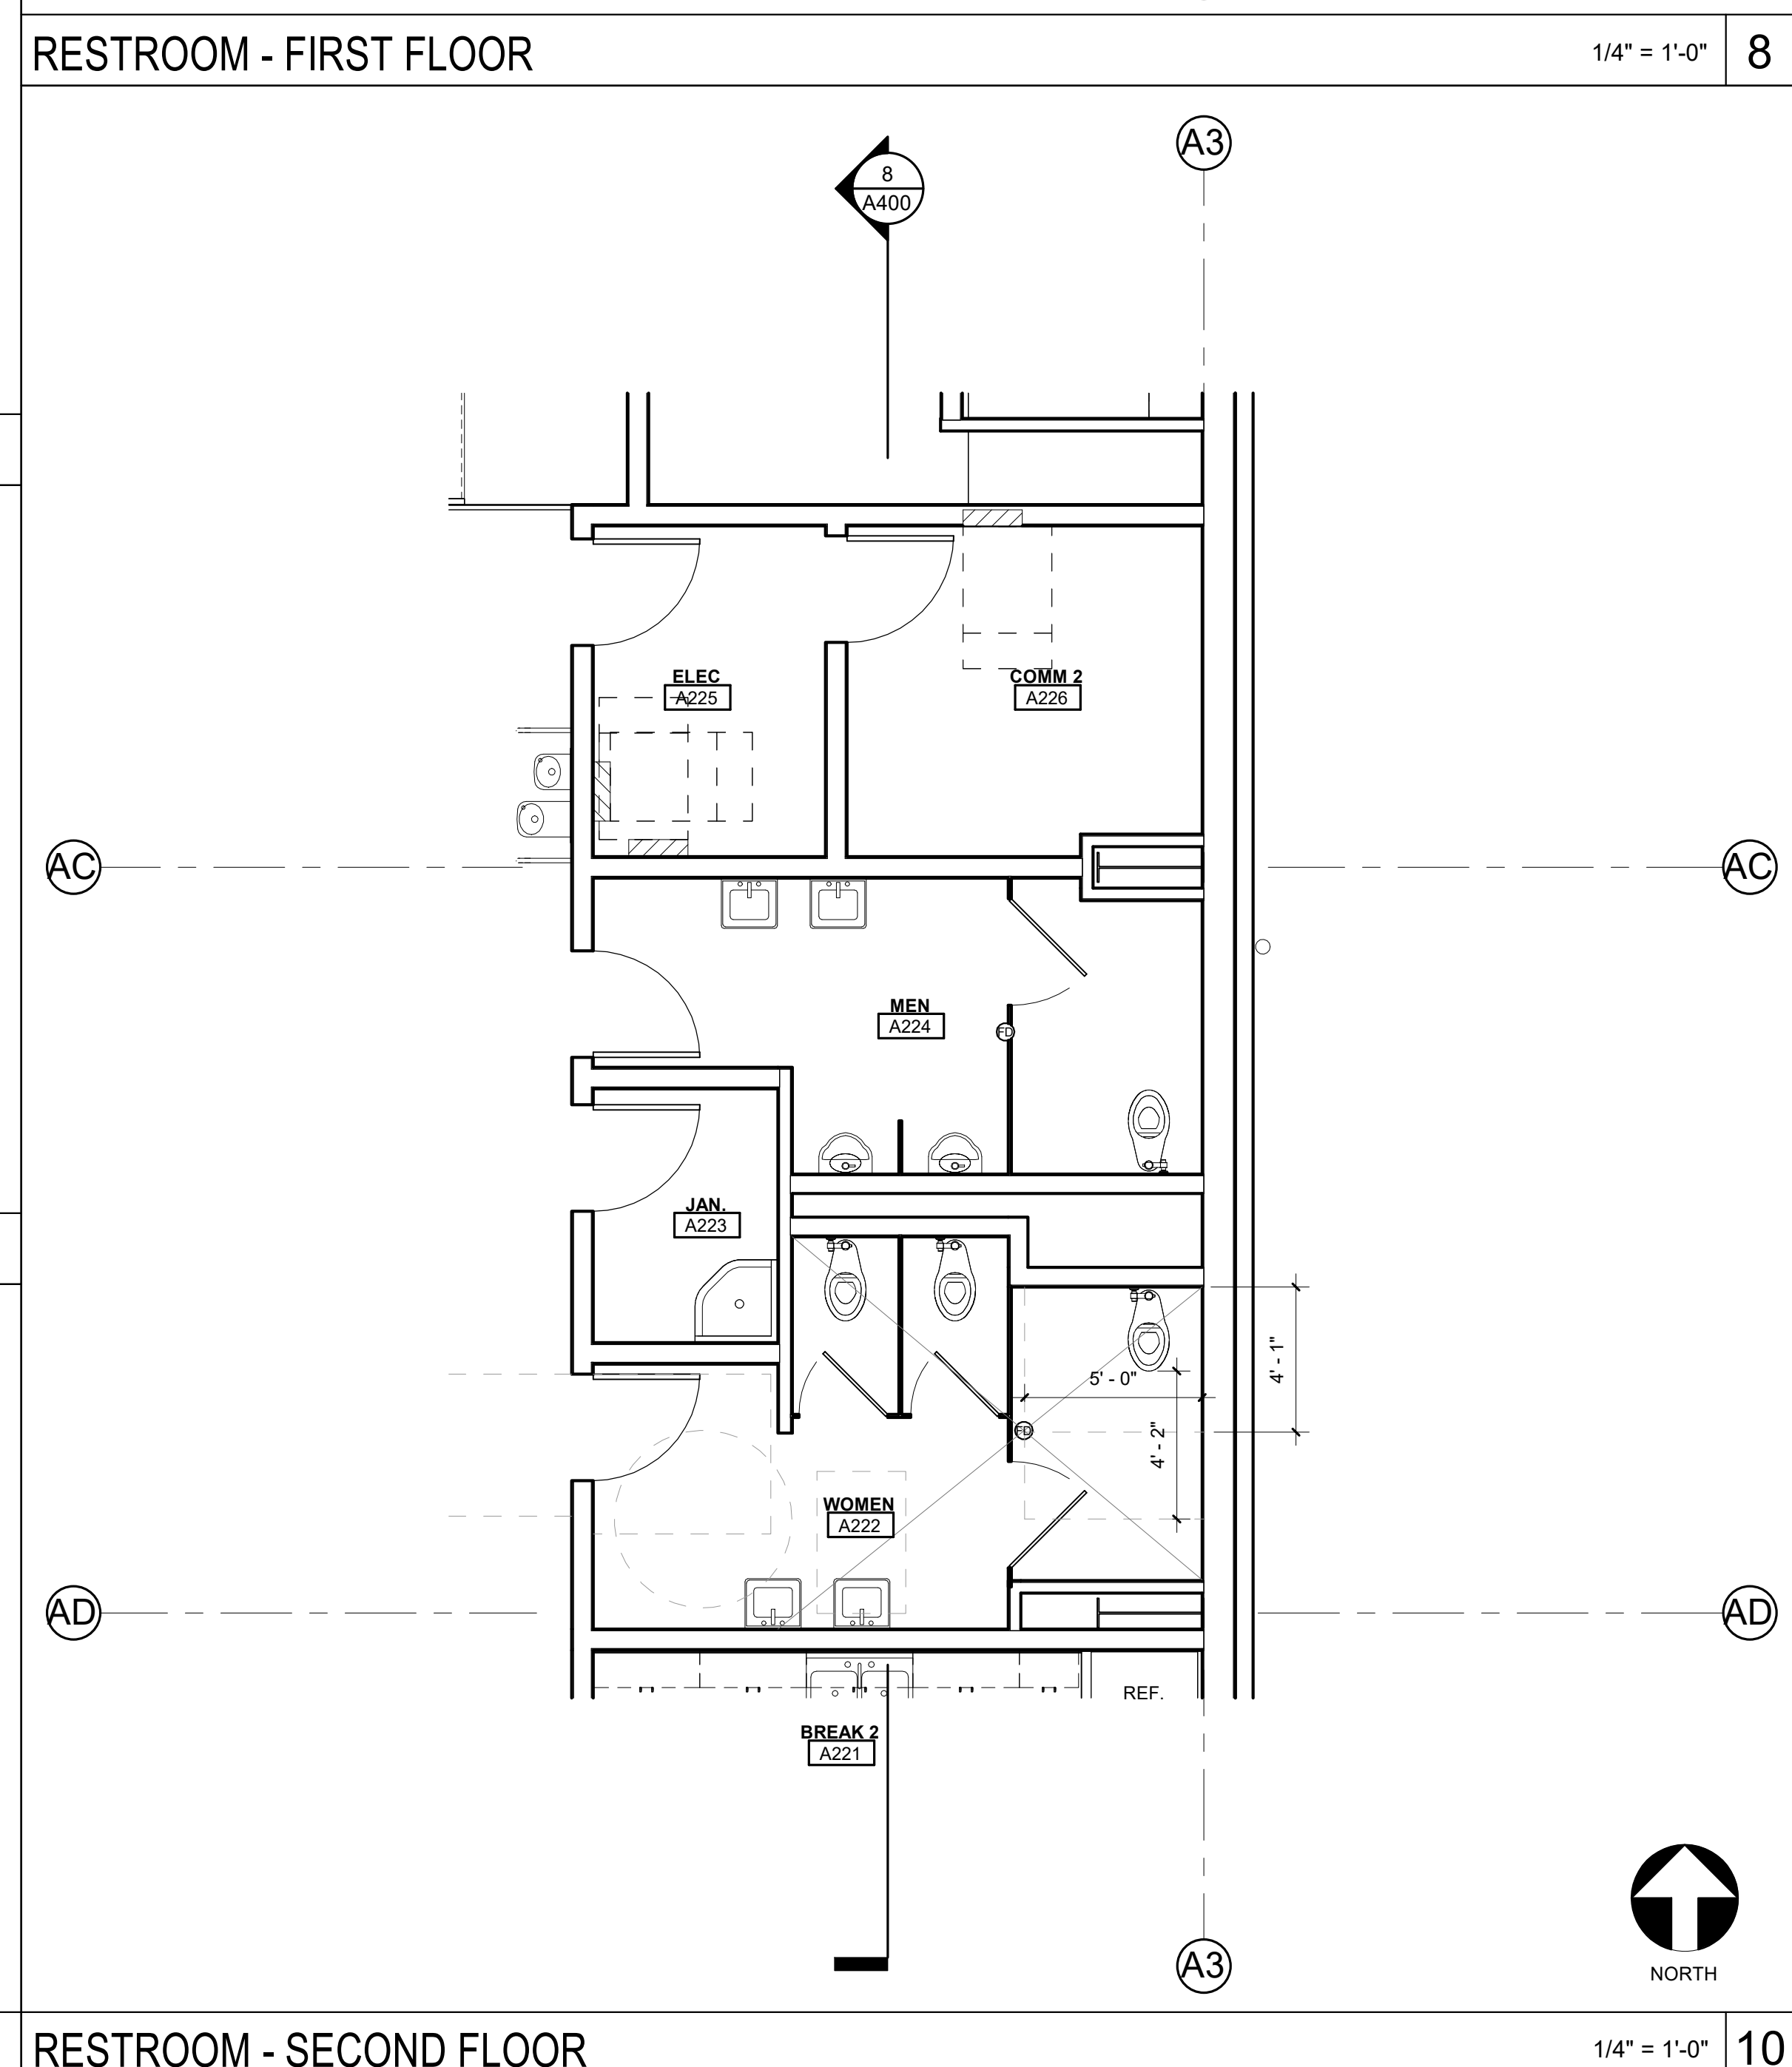 RESTROOM - FIRST FLOOR
1/4" = 1'-0"
8
A3
8
A400
ELEC
A225
COMM 2
A226
AC
AC
MEN
A224
FD
JAN.
A223
4' - 1"
5' - 0"
FD
4' - 2"
WOMEN
A222
AD
AD
REF.
BREAK 2
A221
A3
NORTH
RESTROOM - SECOND FLOOR
1/4" = 1'-0"
10